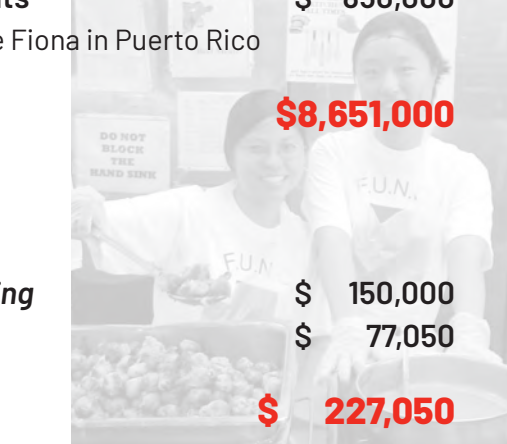 e Fiona in Puerto Rico
$8,651,000
DO NOT
BLOCK
THE
HAND SINK
F.U.N.
F.U.N.
ing $ 150,000
$ 77,050
$ 227,050